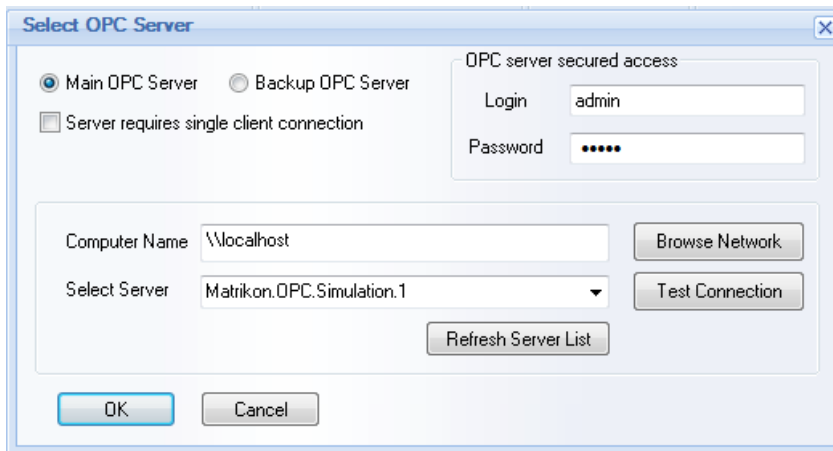 Select OPC Server
Main OPC Server
Backup OPC Server
Server requires single client connection
OPC server secured access
Login
admin
Password
•••••
Computer Name
\\localhost
Browse Network
Select Server
Matrikon.OPC.Simulation.1
Test Connection
Refresh Server List
OK
Cancel